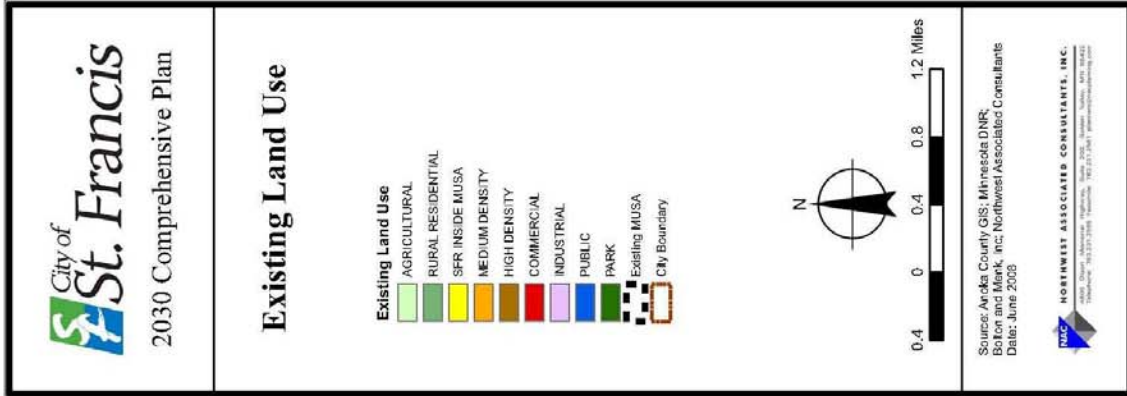 City of
St. Francis
2030 Comprehensive Plan
Existing Land Use
Existing Land Use
AGRICULTURAL
RURAL RESIDENTIAL
SFR INSIDE MUSA
MEDIUM DENSITY
HIGH DENSITY
COMMERCIAL
INDUSTRIAL
PUBLIC
PARK
Existing MUSA
City Boundary
N
0.4 0 0.4 0.8 1.2 Miles
Source: Anoka County GIS; Minnesota DNR;
Bolton and Menk, Inc; Northwest Associated Consultants
Date: June 2008
NAC
NORTHWEST ASSOCIATED CONSULTANTS, INC.